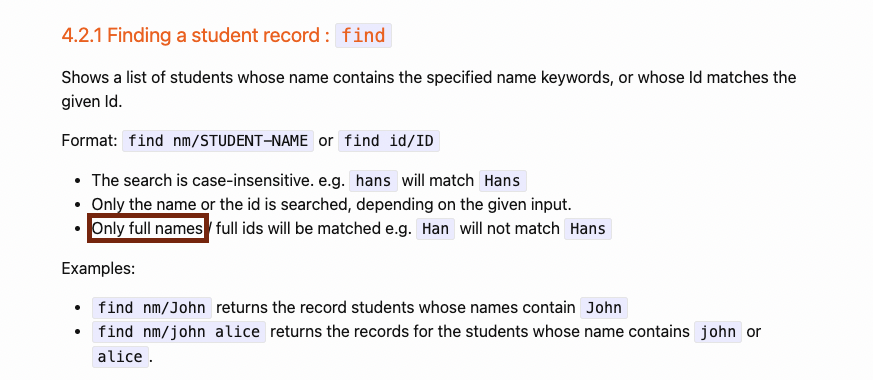 4.2.1 Finding a student record : find
Shows a list of students whose name contains the specified name keywords, or whose Id matches the
given Id.
Format: find nm/STUDENT-NAME or find id/ID
• The search is case-insensitive. e.g. hans will match Hans
• Only the name or the id is searched, depending on the given input.
• Only full names / full ids will be matched e.g. Han will not match Hans
Examples:
• find nm/John returns the record students whose names contain John
• find nm/john alice returns the records for the students whose name contains john or
alice .